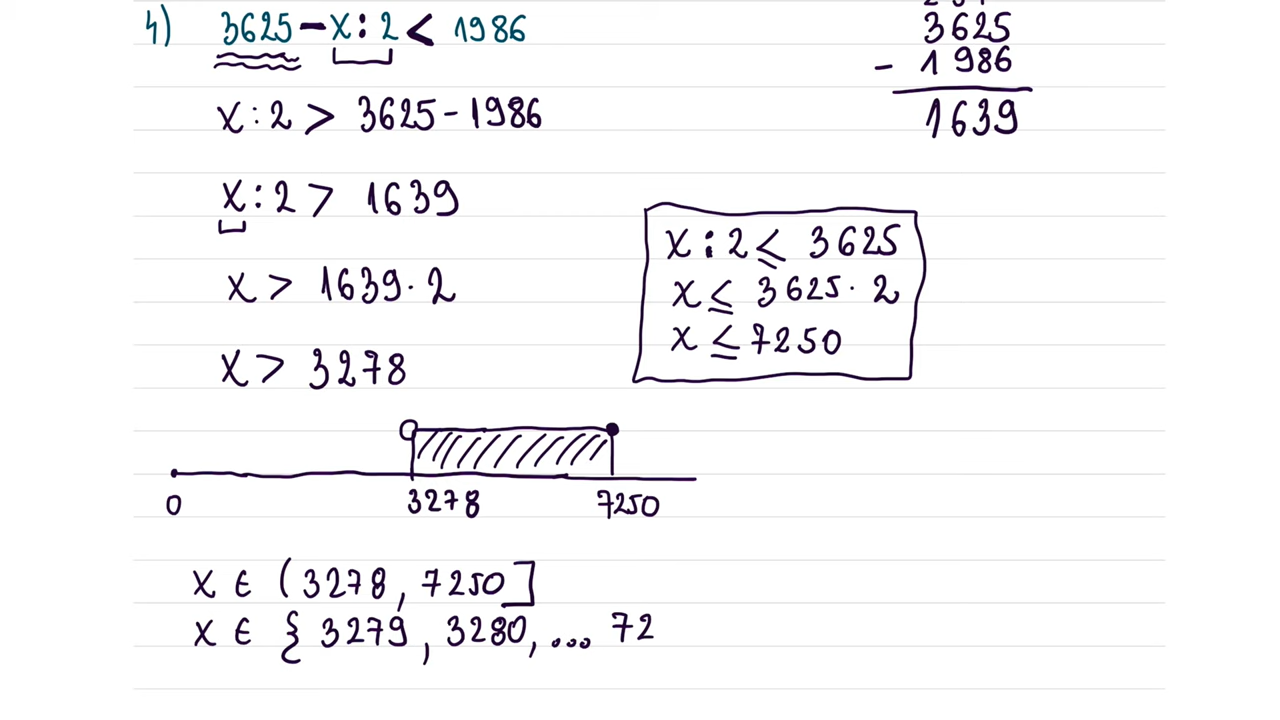 4) 3625 - x : 2 < 1986
x : 2 > 3625 - 1986
x : 2 > 1639
x > 1639 · 2
x > 3278
3625
- 1986
1639
x : 2 ≤ 3625
x ≤ 3625 · 2
x ≤ 7250
0 3278 7250
x ∈ (3278, 7250]
x ∈ { 3279, 3280, ... 72